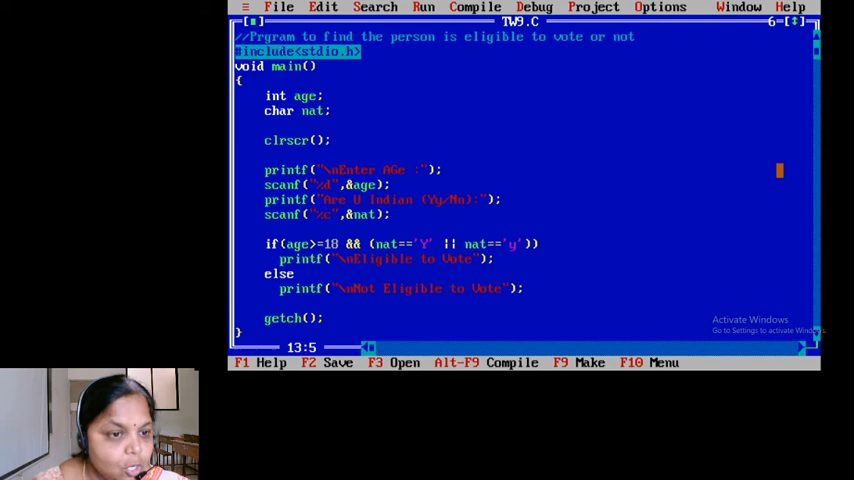 ≡ File Edit Search Run Compile Debug Project Options Window Help
[■] TW9.C 6=[↕]
//Prgram to find the person is eligible to vote or not
#include<stdio.h>
void main()
{
int age;
char nat;
clrscr();
printf("\nEnter AGe :");
scanf("%d",&age);
printf("Are U Indian (Yy/Nn):");
scanf("%c",&nat);
if(age>=18 && (nat=='Y' || nat=='y'))
printf("\nEligible to Vote");
else
printf("\nNot Eligible to Vote");
getch();
}
Activate Windows
Go to Settings to activate Windows.
13:5
F1 Help F2 Save F3 Open Alt-F9 Compile F9 Make F10 Menu